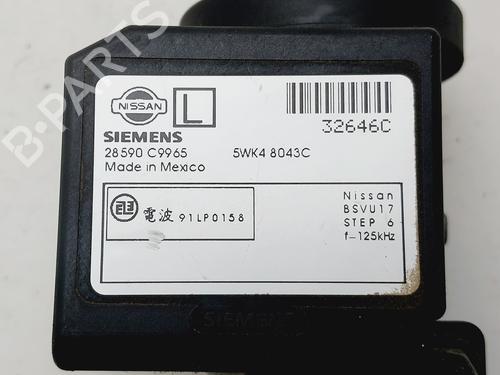 B-PARTS
NISSAN
L
SIEMENS
32646C
28590 C9965
5WK4 8043C
Made in Mexico
電波 91LP0158
Nissan
BSVU17
STEP 6
f-125kHz
SIEMENS